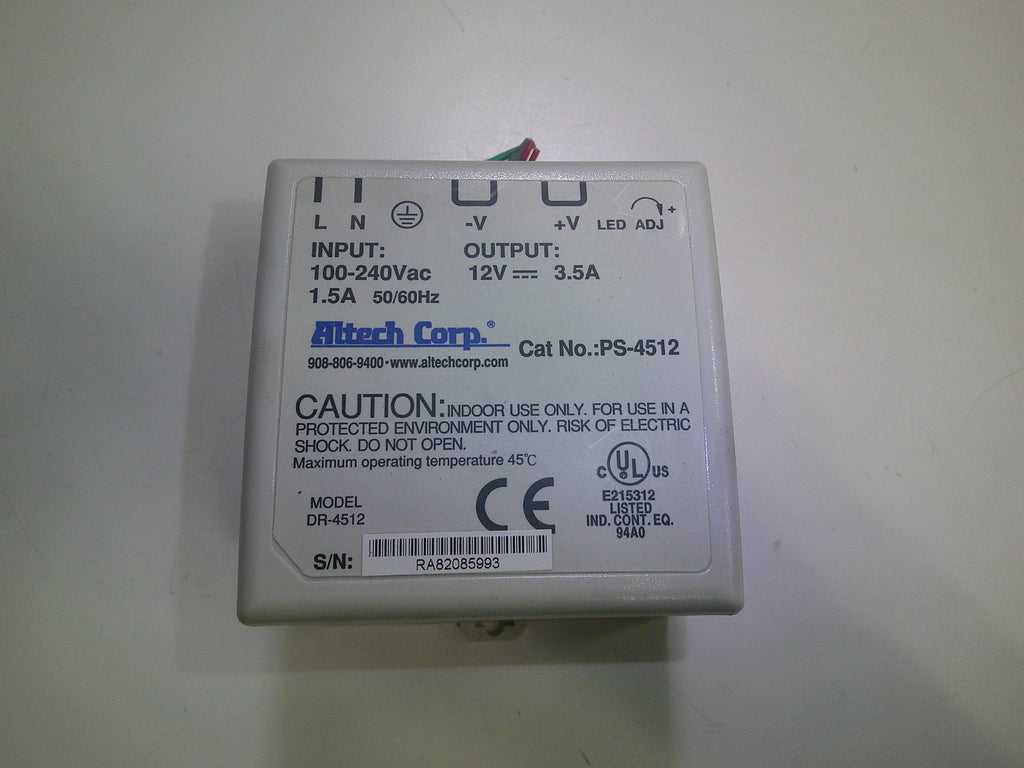 L N -V +V LED ADJ +
INPUT: OUTPUT:
100-240Vac 12V 3.5A
1.5A 50/60Hz
Altech Corp.®
908-806-9400·www.altechcorp.com
Cat No.:PS-4512
CAUTION: INDOOR USE ONLY. FOR USE IN A
PROTECTED ENVIRONMENT ONLY. RISK OF ELECTRIC
SHOCK. DO NOT OPEN.
Maximum operating temperature 45°C
C UL US
E215312
LISTED
IND. CONT. EQ.
94A0
MODEL
DR-4512
CE
S/N:
RA82085993